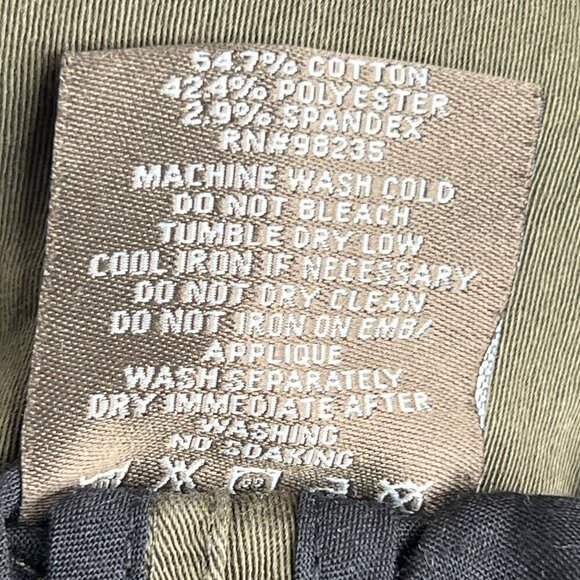 54.7% COTTON
42.4% POLYESTER
2.9% SPANDEX
RN#98235
MACHINE WASH COLD
DO NOT BLEACH
TUMBLE DRY LOW
COOL IRON IF NECESSARY
DO NOT DRY CLEAN
DO NOT IRON ON EMB/
APPLIQUE
WASH SEPARATELY
DRY IMMEDIATE AFTER
WASHING
NO SOAKING